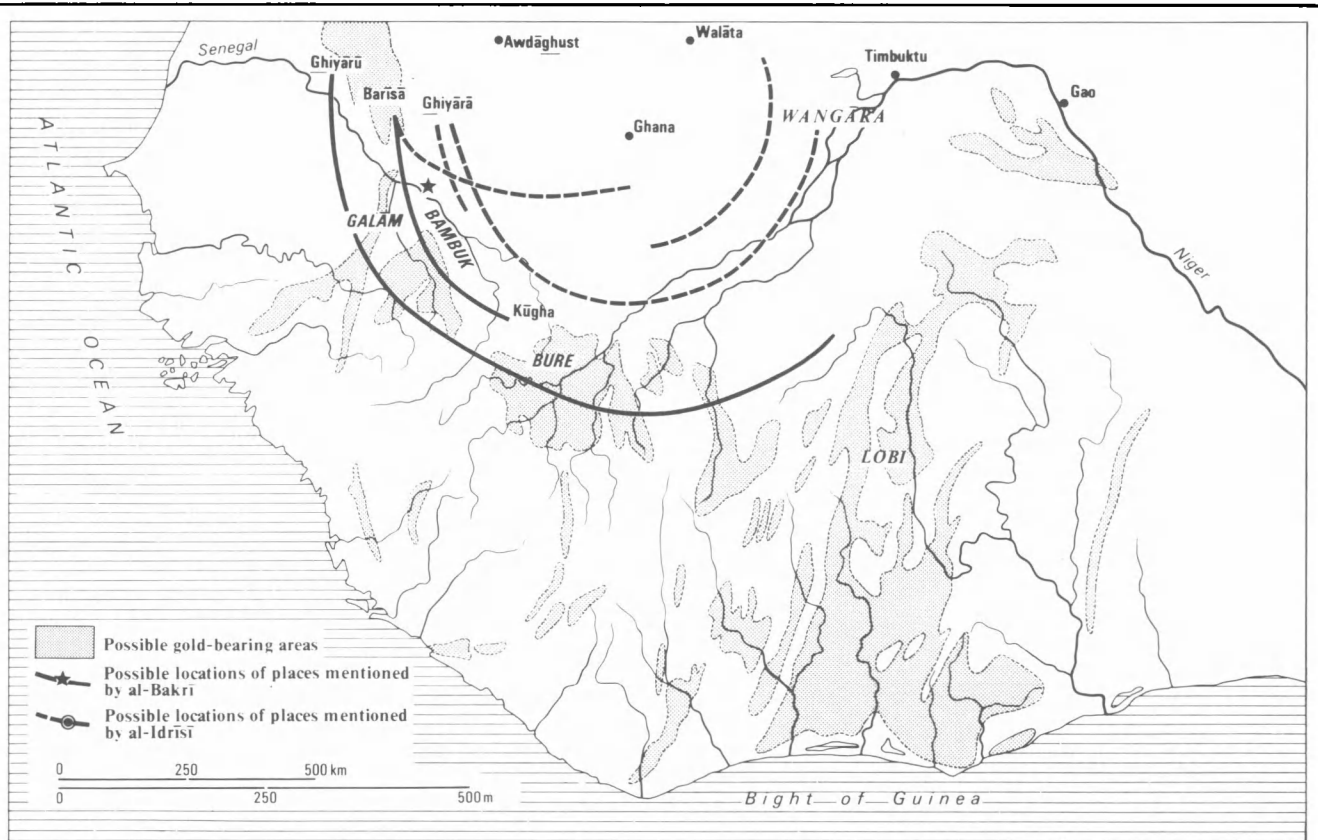 Senegal
Awdāghust
Walāta
Ghiyārū
Timbuktu
Barīsā
Ghiyārā
Gao
WANGĀRA
Ghana
ATLANTIC OCEAN
GALĀM
BAMBUK
Niger
Kūgha
BURE
LOBI
Possible gold-bearing areas
Possible locations of places mentioned
by al-Bakrī
Possible locations of places mentioned
by al-Idrīsī
0 250 500 km
0 250 500 m
Bight of Guinea